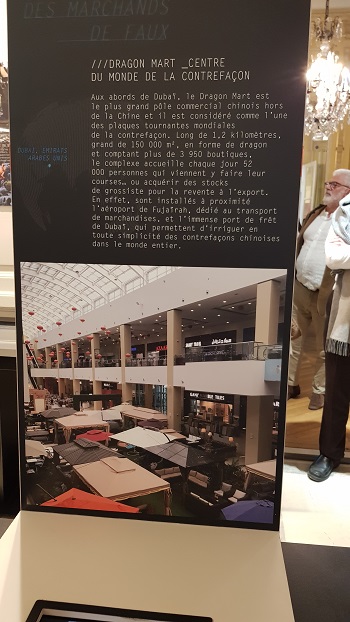 DES MARCHANDS
DE FAUX
///DRAGON MART _CENTRE
DU MONDE DE LA CONTREFAÇON
Aux abords de Dubaï, le Dragon Mart est
le plus grand pôle commercial chinois hors
de la Chine et il est considéré comme l'une
des plaques tournantes mondiales
de la contrefaçon. Long de 1,2 kilomètres,
grand de 150 000 m², en forme de dragon
et comptant plus de 3 950 boutiques,
le complexe accueille chaque jour 52
000 personnes qui viennent y faire leur
courses… ou acquérir des stocks
de grossiste pour la revente à l'export.
En effet, sont installés à proximité
l'aéroport de Fujaïrah, dédié au transport
de marchandises, et l'immense port de frêt
de Dubaï, qui permettent d'irriguer en
toute simplicité des contrefaçons chinoises
dans le monde entier.
DUBAÏ, ÉMIRATS
ARABES UNIS